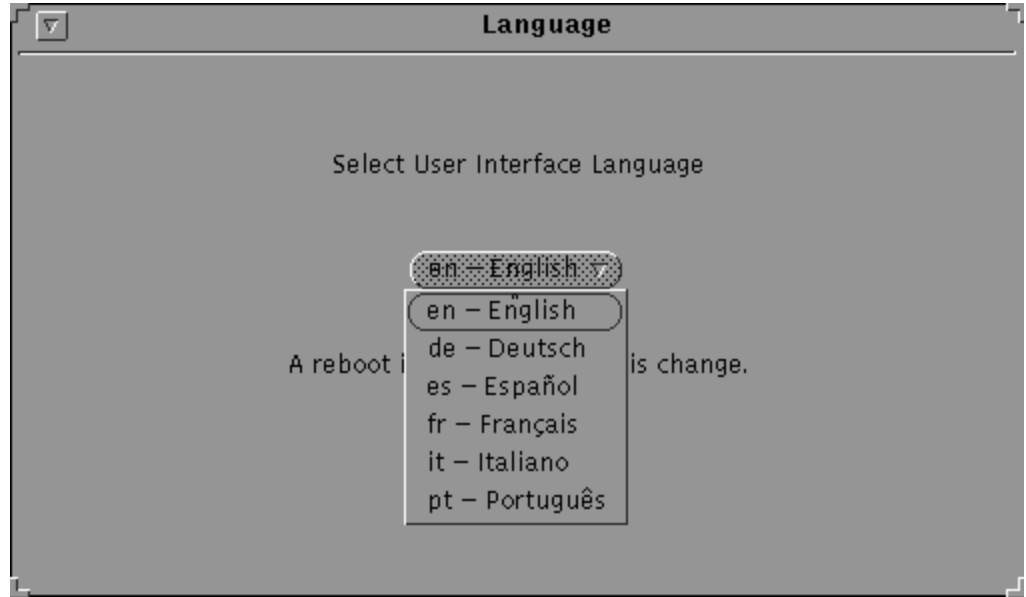 Language
Select User Interface Language
en – English
en – English
de – Deutsch
A reboot is change.
es – Español
fr – Français
it – Italiano
pt – Português